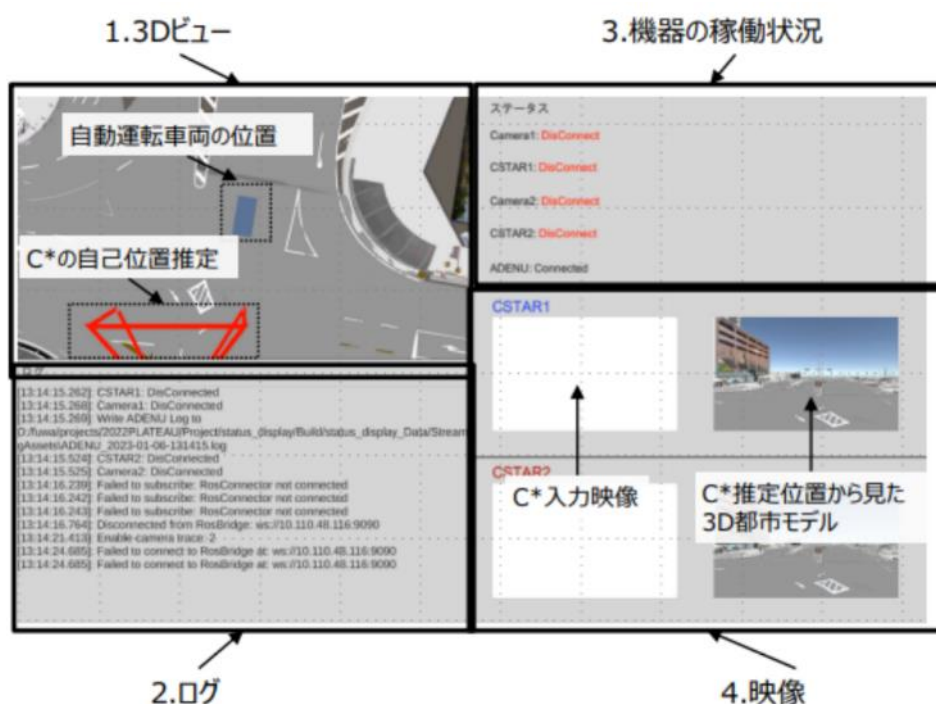 1.3Dビュー
3.機器の稼働状況
自動運転車両の位置
C*の自己位置推定
ステータス
Camera1: DisConnect
CSTAR1: DisConnect
Camera2: DisConnect
CSTAR2: DisConnect
ADENU: Connected
ログ
[13:14:15.262]: CSTAR1: DisConnected
[13:14:15.268]: Camera1: DisConnected
[13:14:15.269]: Write ADENU Log to
D:/fuwa/projects/2022PLATEAU/Project/status_display/Build/status_display_Data/Stream
gAssets\ADENU_2023-01-06-131415.log
[13:14:15.524]: CSTAR2: DisConnected
[13:14:15.525]: Camera2: DisConnected
[13:14:16.239]: Failed to subscribe: RosConnector not connected
[13:14:16.242]: Failed to subscribe: RosConnector not connected
[13:14:16.243]: Failed to subscribe: RosConnector not connected
[13:14:16.764]: Disconnected from RosBridge: ws://10.110.48.116:9090
[13:14:21.413]: Enable camera trace: 2
[13:14:24.685]: Failed to connect to RosBridge at: ws://10.110.48.116:9090
[13:14:24.685]: Failed to connect to RosBridge at: ws://10.110.48.116:9090
CSTAR1
CSTAR2
C*入力映像
C*推定位置から見た
3D都市モデル
2.ログ
4.映像